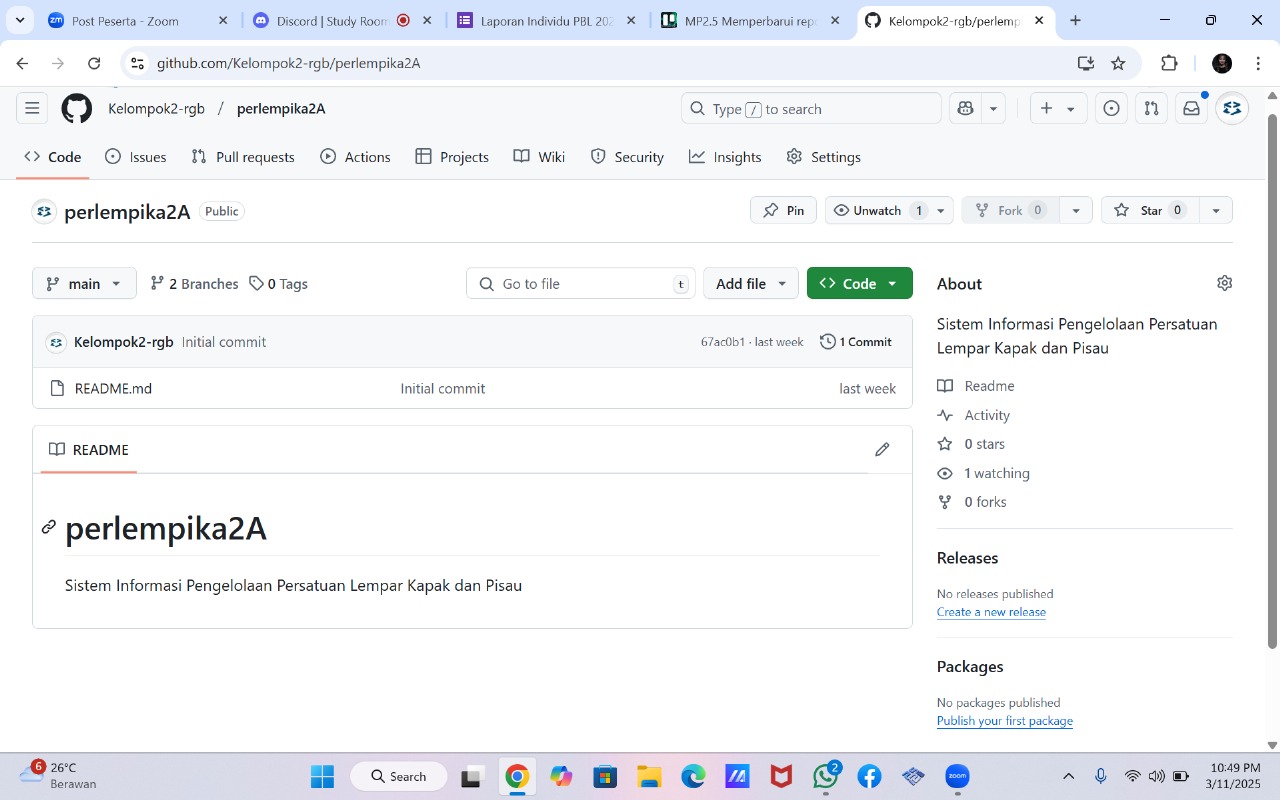 Post Peserta - Zoom
Discord | Study Room
Laporan Individu PBL 202
MP2.5 Memperbarui repo
Kelompok2-rgb/perlemp
github.com/Kelompok2-rgb/perlempika2A
Kelompok2-rgb / perlempika2A
Type / to search
Code
Issues
Pull requests
Actions
Projects
Wiki
Security
Insights
Settings
perlempika2A Public
Pin
Unwatch 1
Fork 0
Star 0
main
2 Branches
0 Tags
Go to file t
Add file
Code
Kelompok2-rgb Initial commit
67ac0b1 · last week
1 Commit
README.md Initial commit last week
README
perlempika2A
Sistem Informasi Pengelolaan Persatuan Lempar Kapak dan Pisau
About
Sistem Informasi Pengelolaan Persatuan
Lempar Kapak dan Pisau
Readme
Activity
0 stars
1 watching
0 forks
Releases
No releases published
Create a new release
Packages
No packages published
Publish your first package
6
26°C
Berawan
Search
2
zoom
10:49 PM
3/11/2025